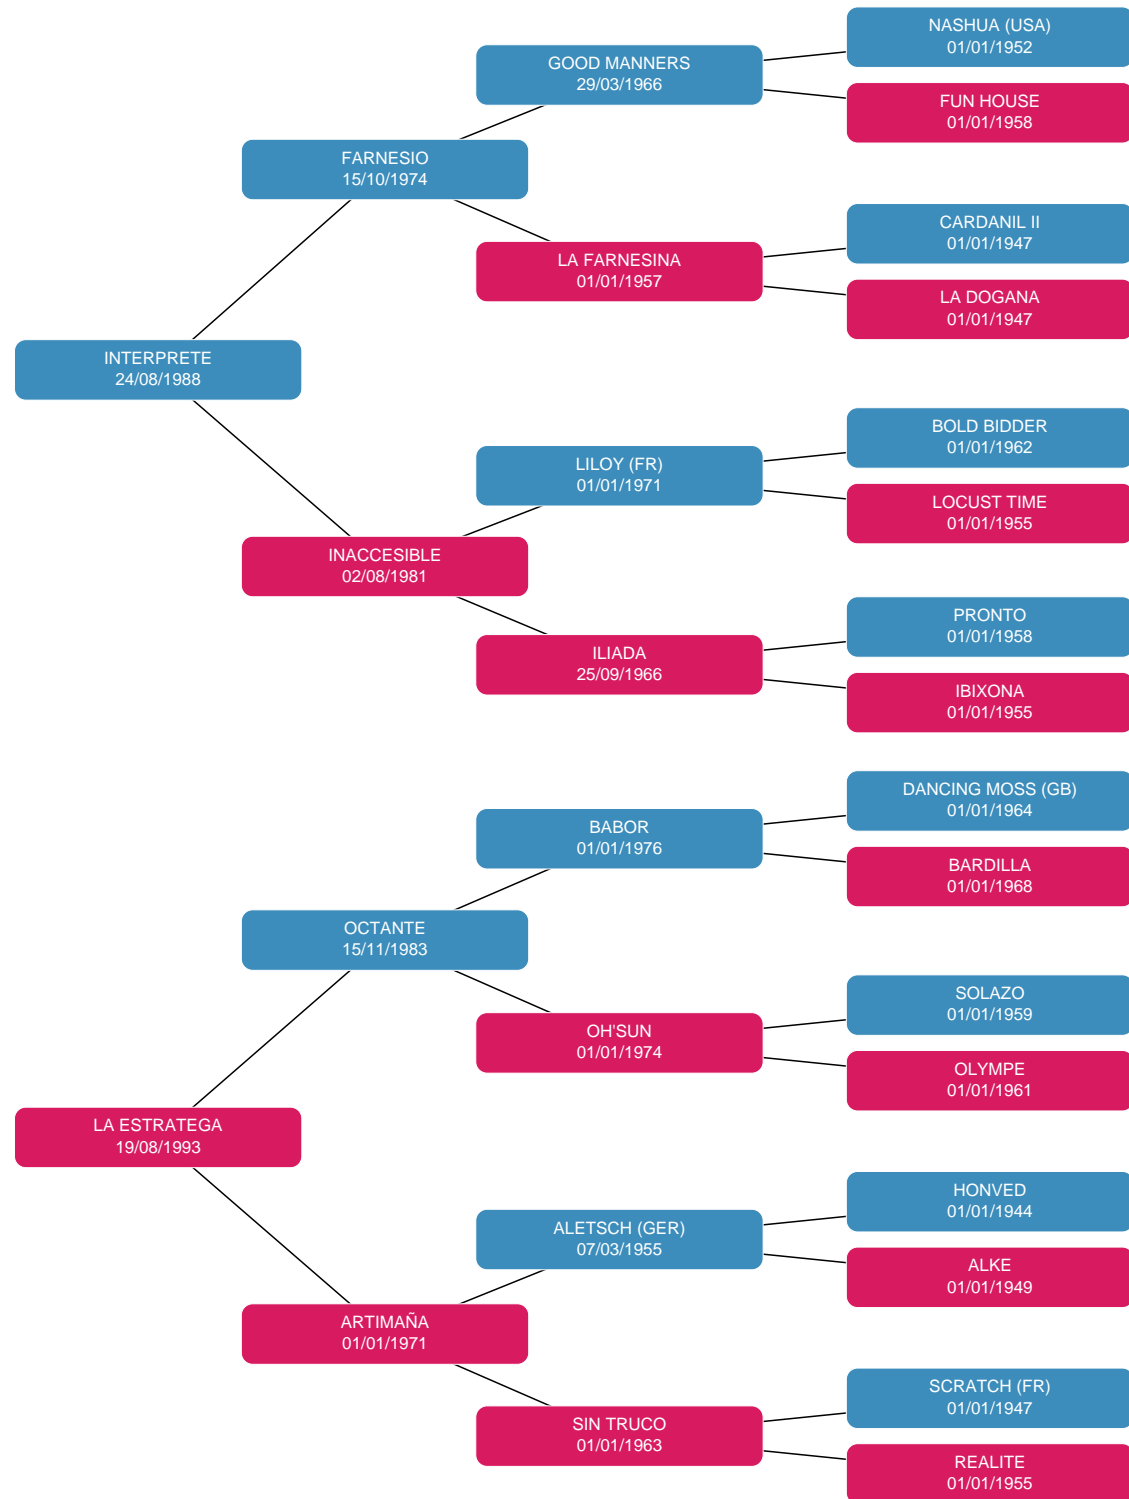 NASHUA (USA)
01/01/1952
GOOD MANNERS
29/03/1966
FUN HOUSE
01/01/1958
FARNESIO
15/10/1974
CARDANIL II
01/01/1947
LA FARNESINA
01/01/1957
LA DOGANA
01/01/1947
INTERPRETE
24/08/1988
BOLD BIDDER
01/01/1962
LILOY (FR)
01/01/1971
LOCUST TIME
01/01/1955
INACCESIBLE
02/08/1981
PRONTO
01/01/1958
ILIADA
25/09/1966
IBIXONA
01/01/1955
DANCING MOSS (GB)
01/01/1964
BABOR
01/01/1976
BARDILLA
01/01/1968
OCTANTE
15/11/1983
SOLAZO
01/01/1959
OH'SUN
01/01/1974
OLYMPE
01/01/1961
LA ESTRATEGA
19/08/1993
HONVED
01/01/1944
ALETSCH (GER)
07/03/1955
ALKE
01/01/1949
ARTIMAÑA
01/01/1971
SCRATCH (FR)
01/01/1947
SIN TRUCO
01/01/1963
REALITE
01/01/1955